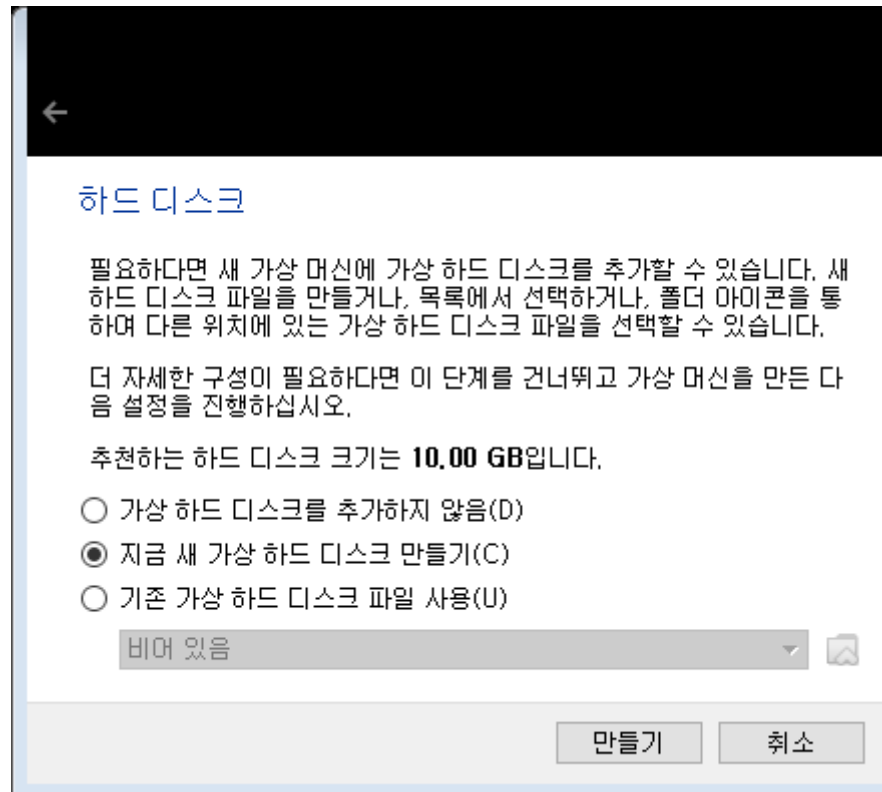 하드 디스크
필요하다면 새 가상 머신에 가상 하드 디스크를 추가할 수 있습니다. 새
하드 디스크 파일을 만들거나, 목록에서 선택하거나, 폴더 아이콘을 통
하여 다른 위치에 있는 가상 하드 디스크 파일을 선택할 수 있습니다.
더 자세한 구성이 필요하다면 이 단계를 건너뛰고 가상 머신을 만든 다
음 설정을 진행하십시오.
추천하는 하드 디스크 크기는 10.00 GB입니다.
가상 하드 디스크를 추가하지 않음(D)
지금 새 가상 하드 디스크 만들기(C)
기존 가상 하드 디스크 파일 사용(U)
비어 있음
만들기 취소